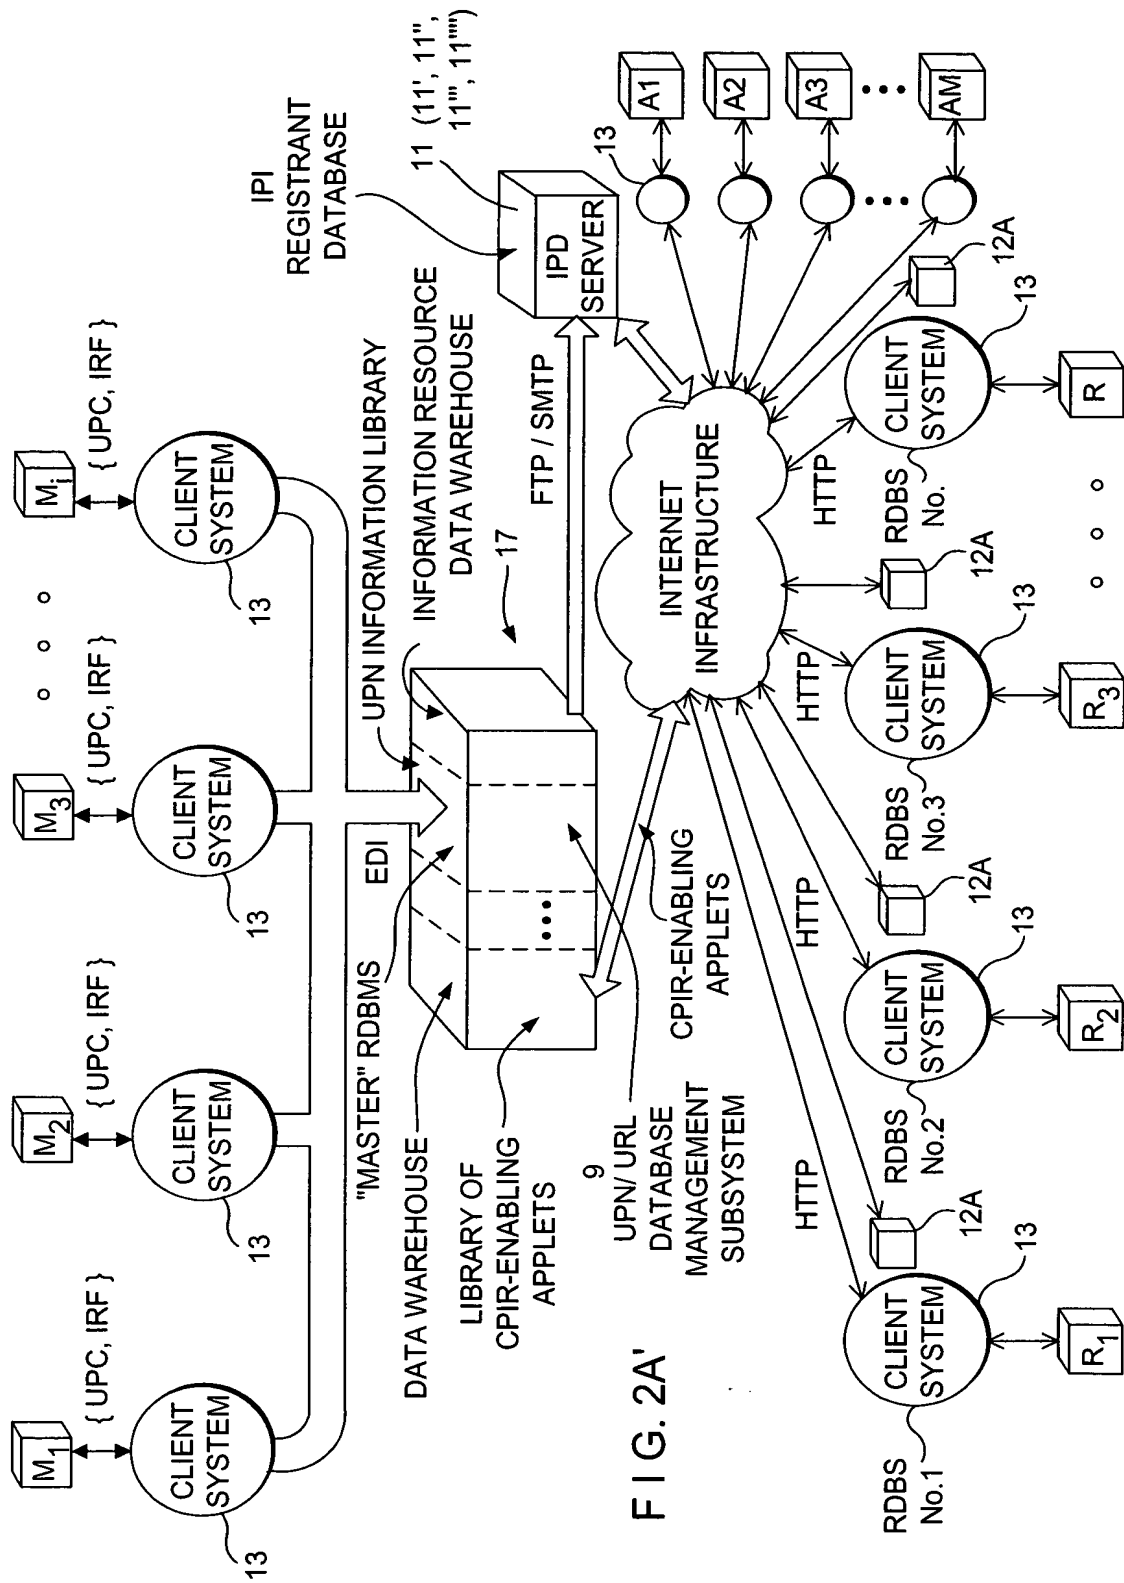 M1
M2
M3
Mi
{ UPC, IRF }
{ UPC, IRF }
{ UPC, IRF }
{ UPC, IRF }
CLIENT
SYSTEM
CLIENT
SYSTEM
CLIENT
SYSTEM
CLIENT
SYSTEM
13
13
13
13
EDI
"MASTER" RDBMS
DATA WAREHOUSE
LIBRARY OF
CPIR-ENABLING
APPLETS
UPN INFORMATION LIBRARY
INFORMATION RESOURCE
DATA WAREHOUSE
17
IPI
REGISTRANT
DATABASE
11 (11', 11'',
11''', 11'''')
IPD
SERVER
FTP / SMTP
9
UPN/ URL
DATABASE
MANAGEMENT
SUBSYSTEM
CPIR-ENABLING
APPLETS
INTERNET
INFRASTRUCTURE
13
A1
A2
A3
AM
HTTP
HTTP
HTTP
HTTP
12A
12A
12A
12A
CLIENT
SYSTEM
CLIENT
SYSTEM
CLIENT
SYSTEM
CLIENT
SYSTEM
13
13
13
13
RDBS
No.1
RDBS
No.2
RDBS
No.3
RDBS
No.
R1
R2
R3
R
FIG. 2A'